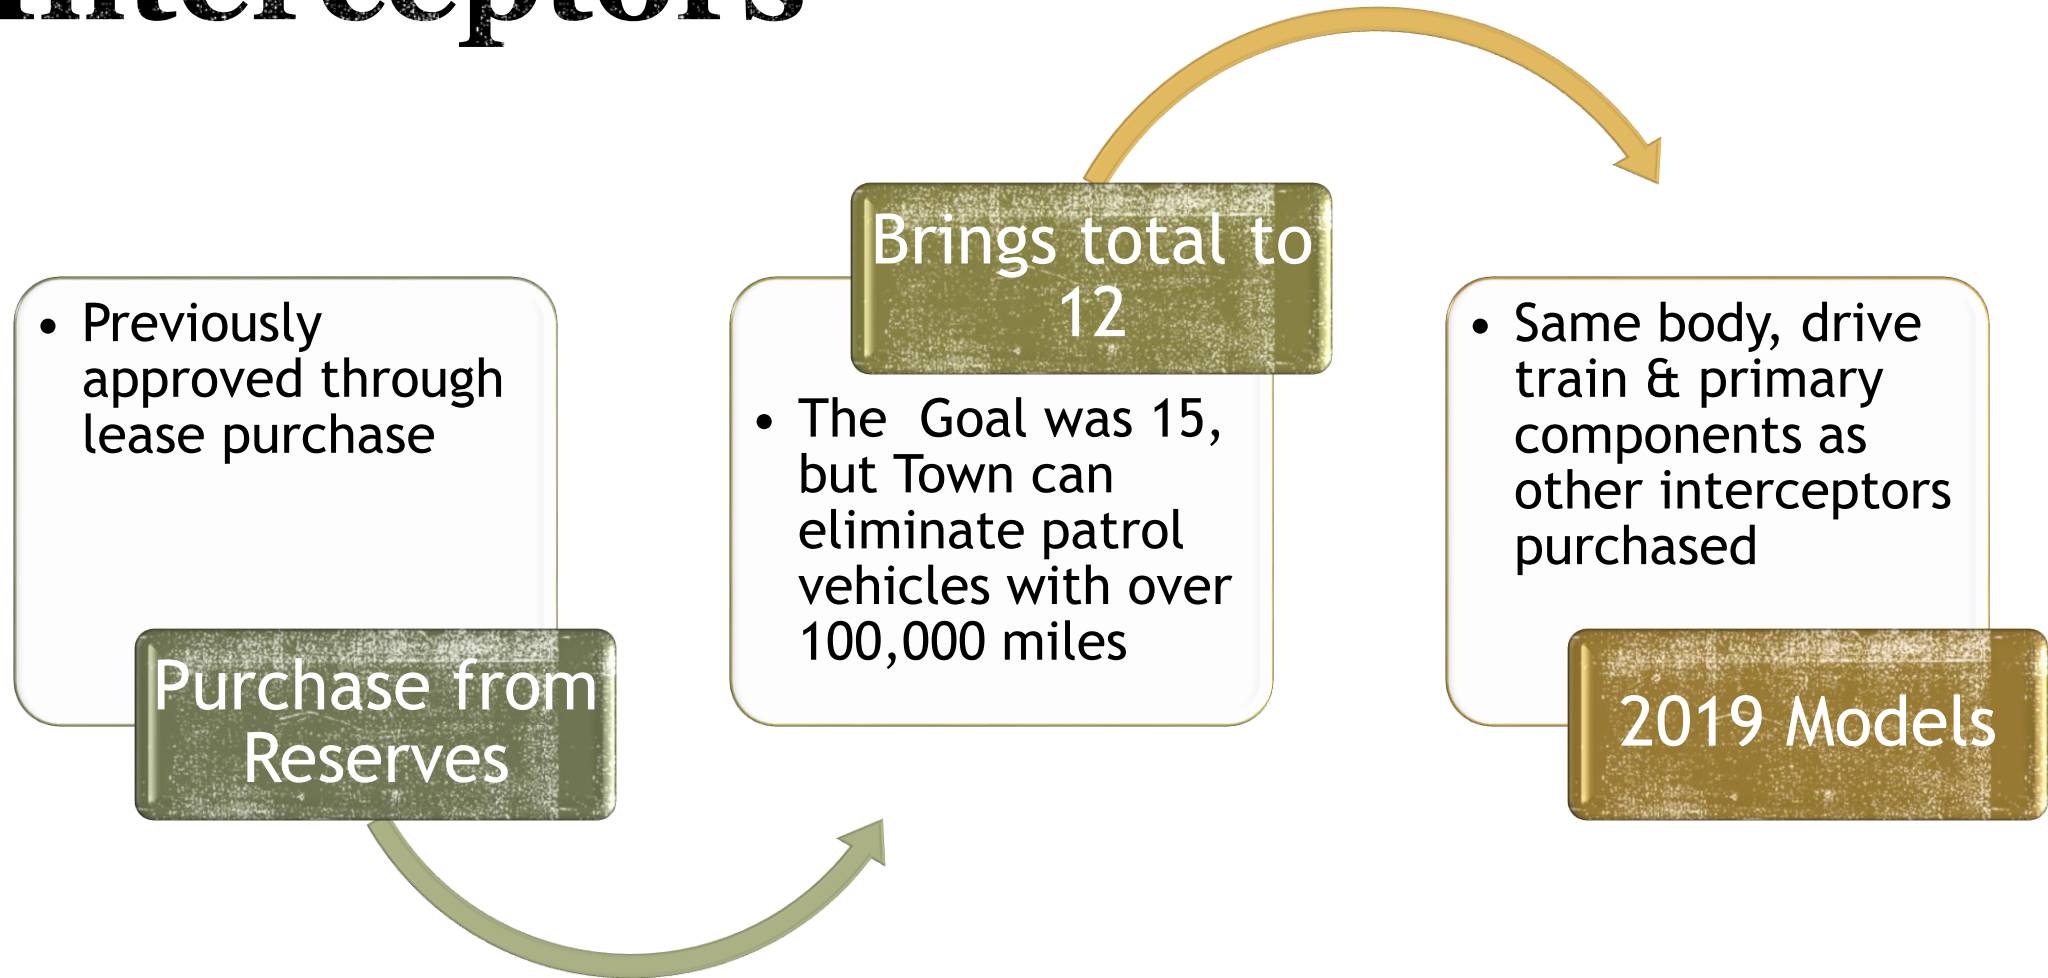 Interceptors
• Previously
approved through
lease purchase
Purchase from
Reserves
Brings total to
12
• The  Goal was 15,
but Town can
eliminate patrol
vehicles with over
100,000 miles
• Same body, drive
train & primary
components as
other interceptors
purchased
2019 Models